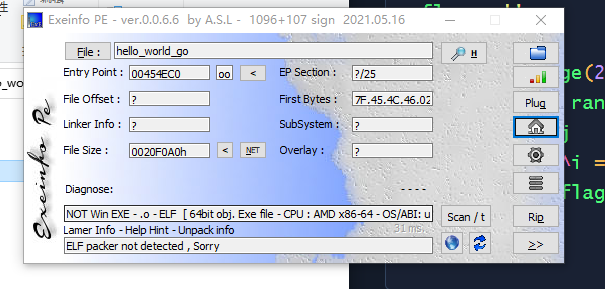 Exeinfo PE - ver.0.0.6.6 by A.S.L - 1096+107 sign 2021.05.16
File : hello_world_go H
Entry Point : 00454EC0 oo < EP Section : ?/25
File Offset : ? First Bytes : 7F.45.4C.46.02 Plug
Linker Info : ? SubSystem : ?
File Size : 0020F0A0h < NET Overlay : ?
Diagnose: ----
NOT Win EXE - .o - ELF [ 64bit obj. Exe file - CPU : AMD x86-64 - OS/ABI: u Scan / t Rip
Lamer Info - Help Hint - Unpack info 31 ms.
ELF packer not detected , Sorry >>
Exeinfo Pe
ge(2
ran
j
^i =
flag